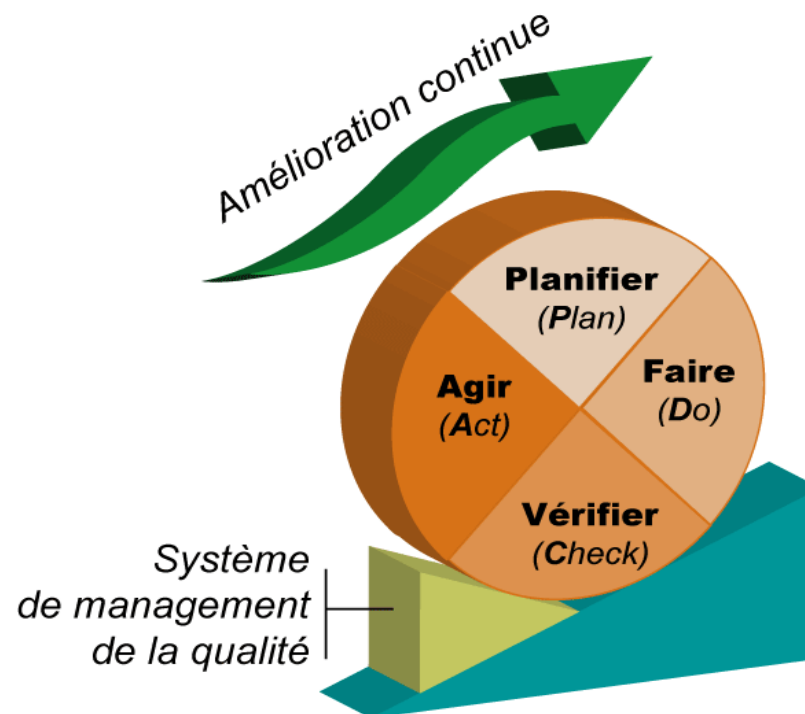 Amélioration continue
Planifier
(Plan)
Faire
(Do)
Agir
(Act)
Vérifier
(Check)
Système
de management
de la qualité